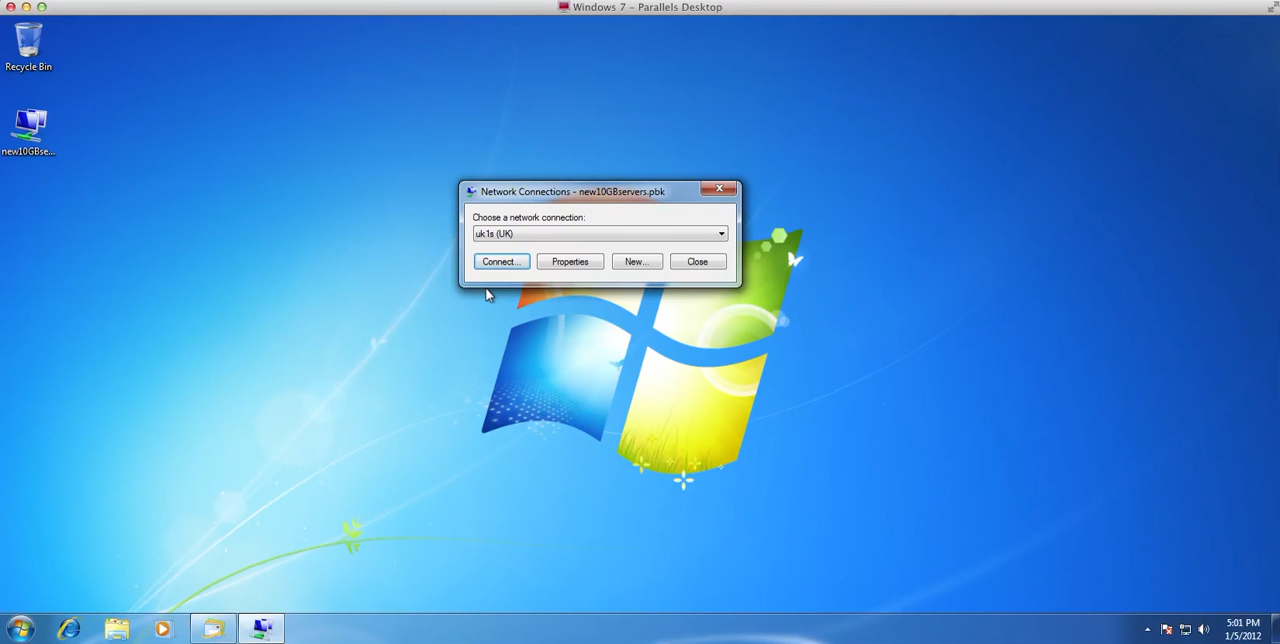 Windows 7 - Parallels Desktop
Recycle Bin
new10GBse...
Network Connections - new10GBservers.pbk
Choose a network connection:
uk1s (UK)
Connect... Properties New... Close
5:01 PM
1/5/2012